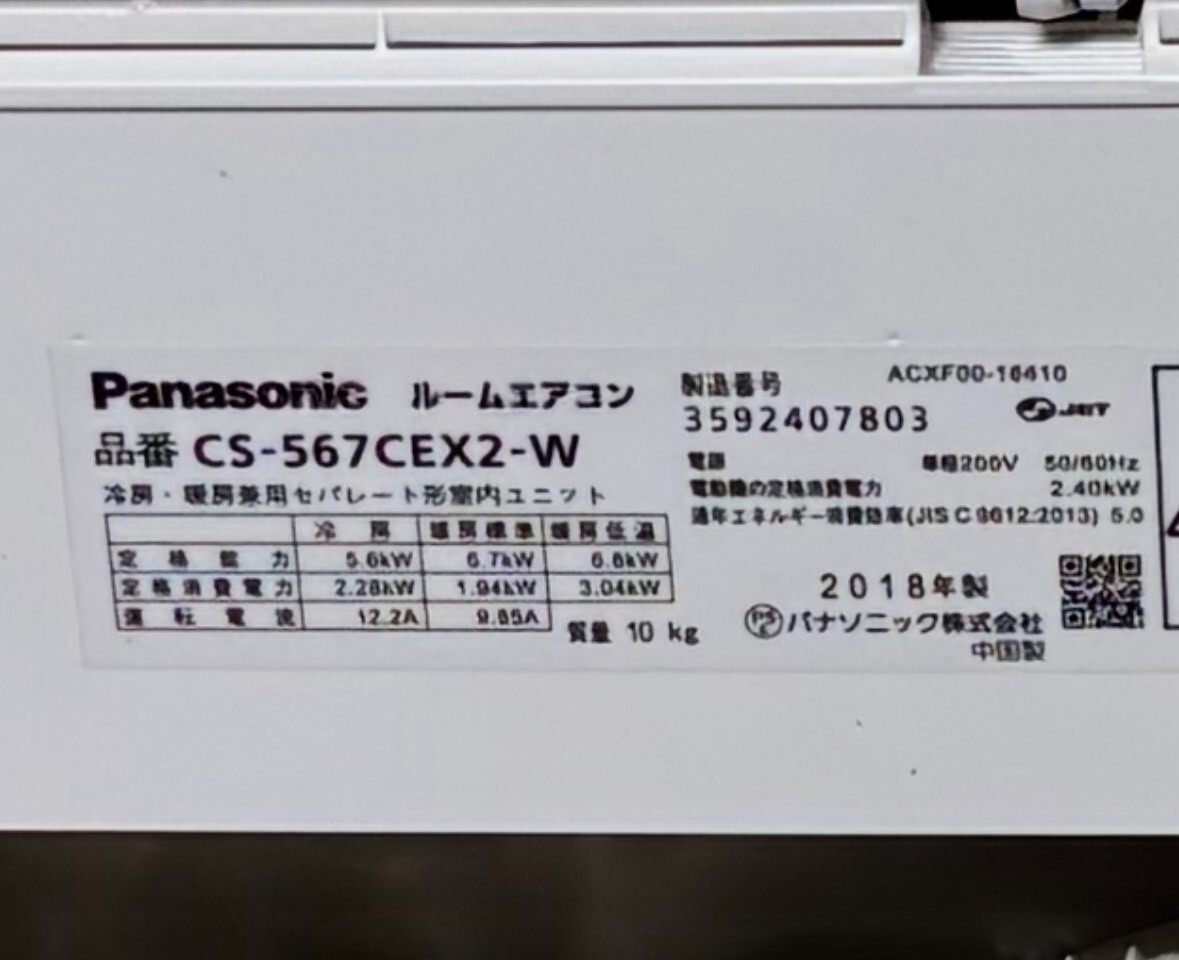 Panasonic ルームエアコン
品番 CS-567CEX2-W
冷房・暖房兼用セパレート形室内ユニット
冷房 暖房標準 暖房低温
定格能力 5.6kW 6.7kW 6.6kW
定格消費電力 2.28kW 1.94kW 3.04kW
運転電流 12.2A 9.85A
質量 10 kg
製造番号 ACXF00-16410
3592407803
JET
電源 単相200V 50/60Hz
電動機の定格消費電力 2.40kW
通年エネルギー消費効率(JIS C 9612:2013) 5.0
2018年製
PSE パナソニック株式会社
中国製